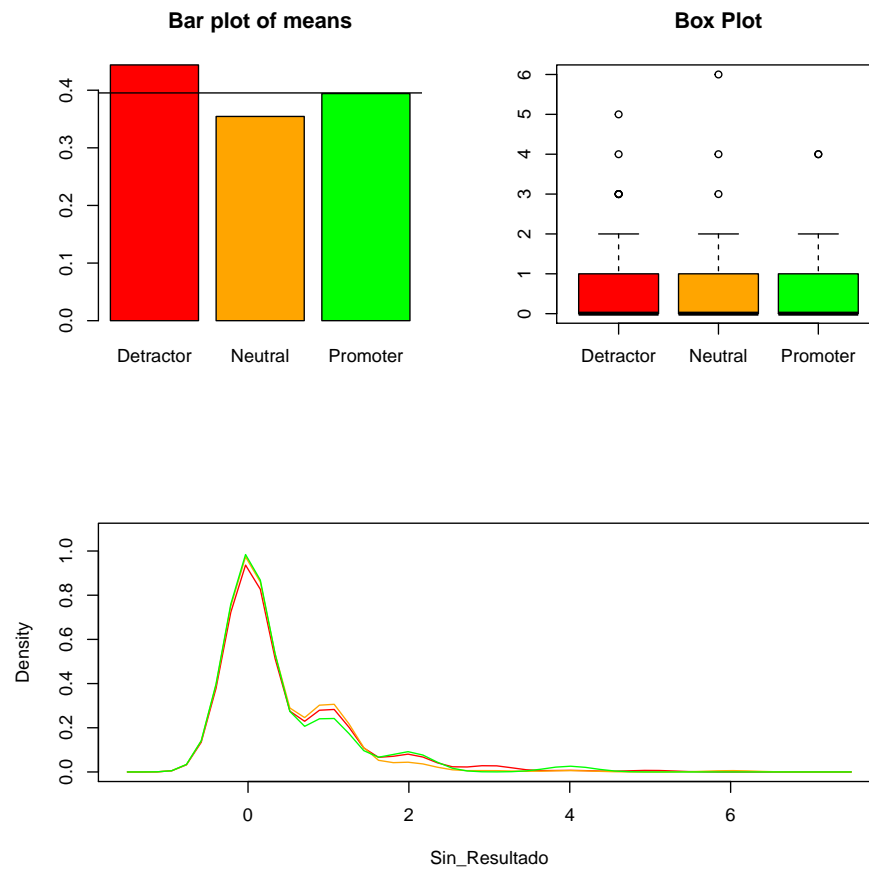 Bar plot of means
0.0
0.1
0.2
0.3
0.4
Detractor Neutral Promoter
Box Plot
0
1
2
3
4
5
6
Detractor Neutral Promoter
Density
0.0
0.2
0.4
0.6
0.8
1.0
0 2 4 6
Sin_Resultado